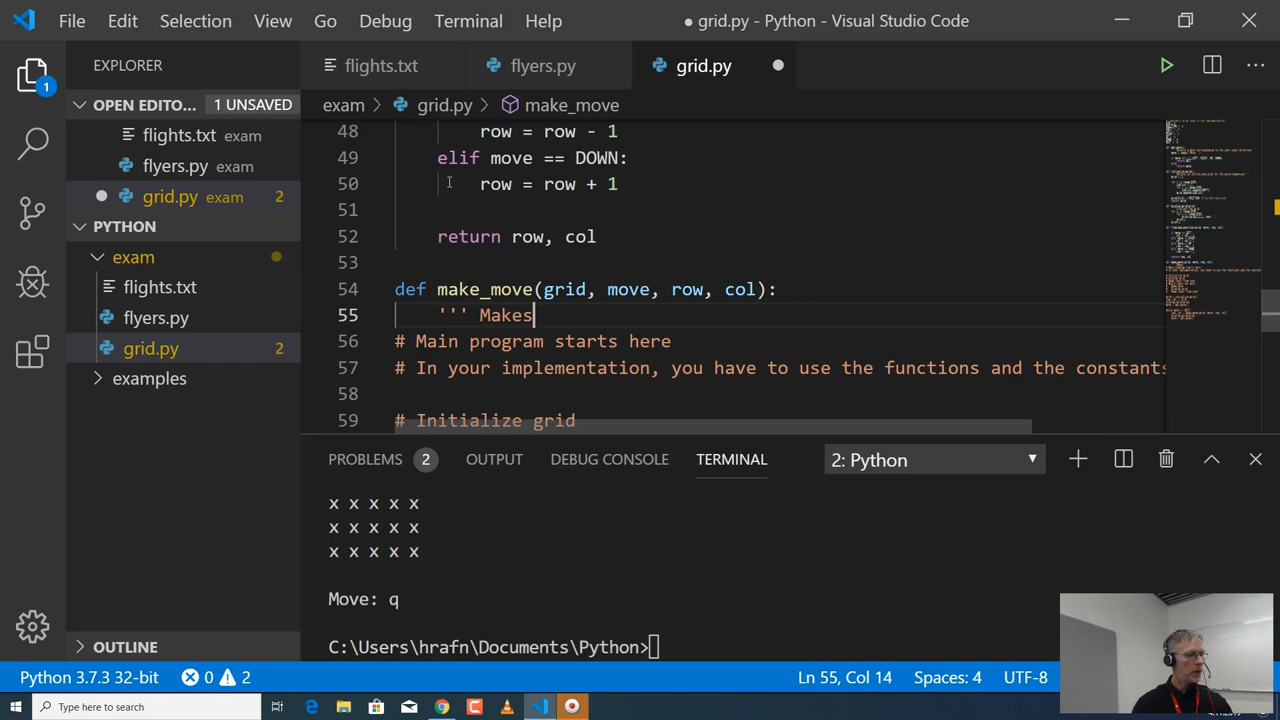 File Edit Selection View Go Debug Terminal Help ● grid.py - Python - Visual Studio Code
EXPLORER
OPEN EDITO... 1 UNSAVED
flights.txt exam
flyers.py exam
grid.py exam 2
PYTHON
exam
flights.txt
flyers.py
grid.py 2
examples
OUTLINE
1
flights.txt flyers.py grid.py
exam > grid.py > make_move
48 row = row - 1
49 elif move == DOWN:
50 row = row + 1
51
52 return row, col
53
54 def make_move(grid, move, row, col):
55 ''' Makes
56 # Main program starts here
57 # In your implementation, you have to use the functions and the constants
58
59 # Initialize grid
PROBLEMS 2 OUTPUT DEBUG CONSOLE TERMINAL 2: Python
x x x x x
x x x x x
x x x x x
Move: q
C:\Users\hrafn\Documents\Python>
Python 3.7.3 32-bit 0 2 Ln 55, Col 14 Spaces: 4 UTF-8
Type here to search